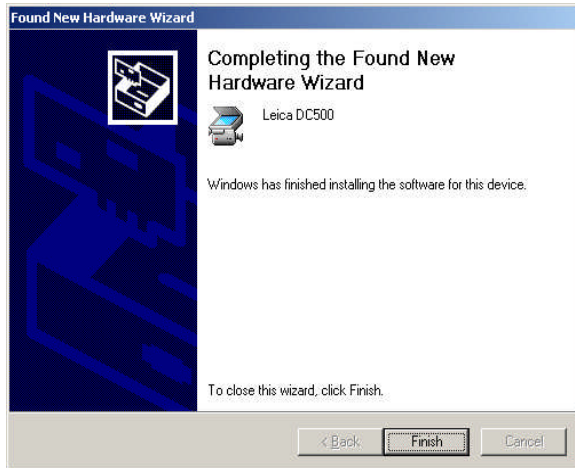 Found New Hardware Wizard
Completing the Found New
Hardware Wizard
Leica DC500
Windows has finished installing the software for this device.
To close this wizard, click Finish.
< Back
Finish
Cancel